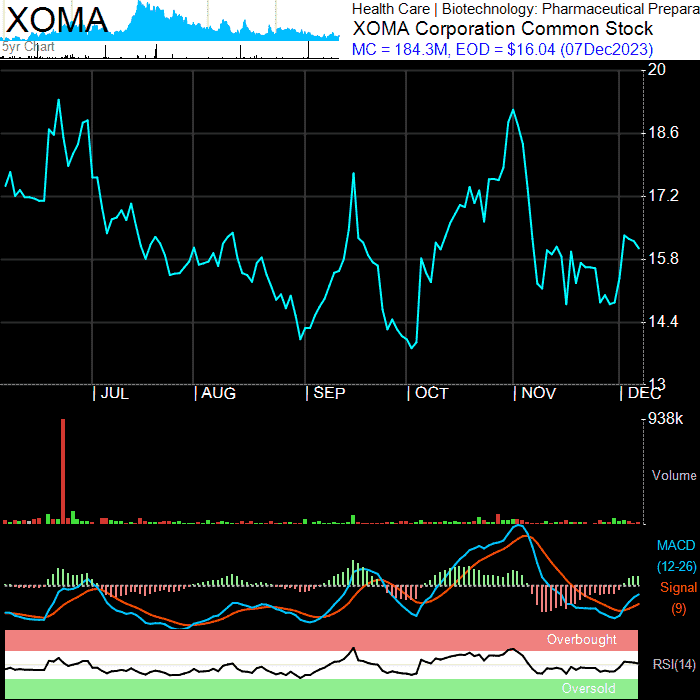 XOMA
5yr Chart
Health Care | Biotechnology: Pharmaceutical Prepara
XOMA Corporation Common Stock
MC = 184.3M, EOD = $16.04 (07Dec2023)
20
18.6
17.2
15.8
14.4
13
| JUL
| AUG
| SEP
| OCT
| NOV
| DEC
938k
Volume
MACD
(12-26)
Signal
(9)
Overbought
RSI(14)
Oversold